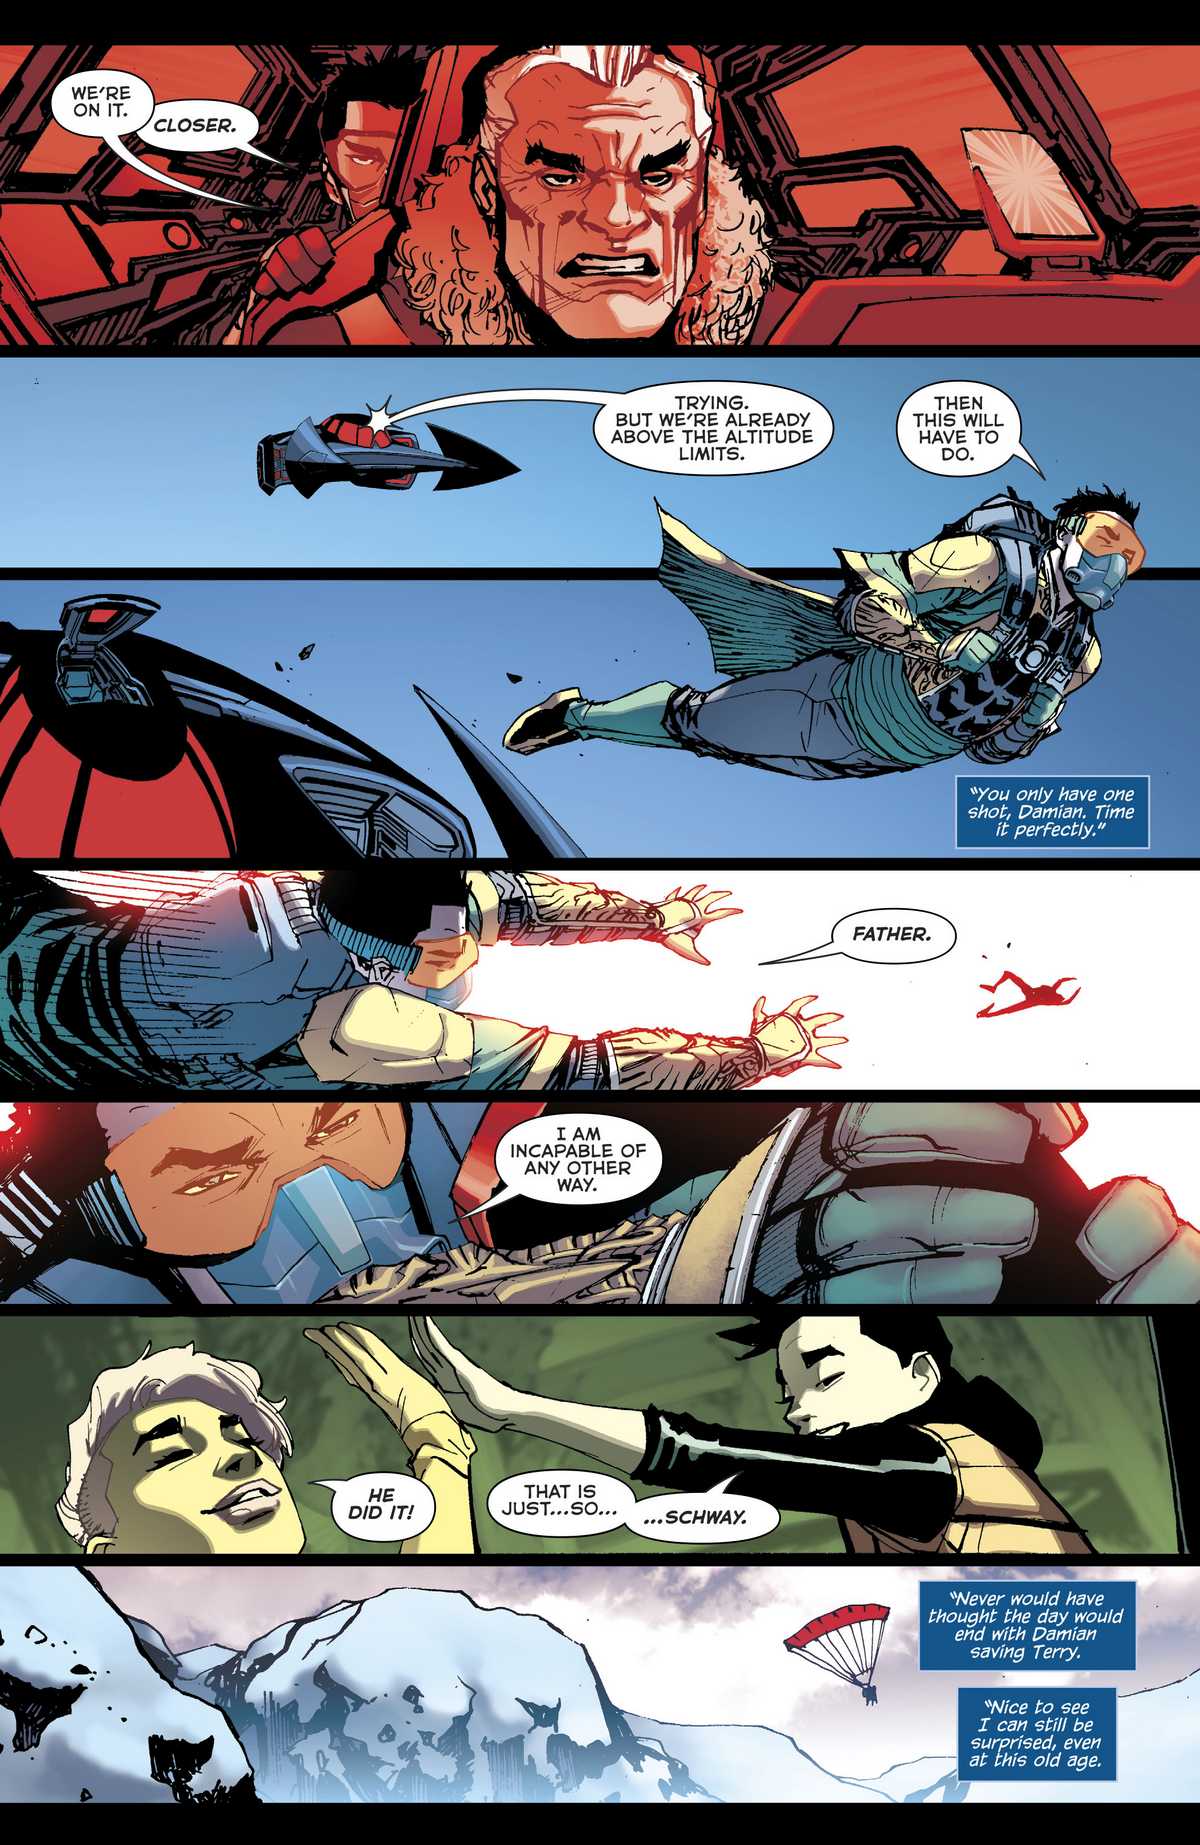 WE'RE
ON IT.
CLOSER.
TRYING.
BUT WE'RE ALREADY
ABOVE THE ALTITUDE
LIMITS.
THEN
THIS WILL
HAVE TO
DO.
"You only have one
shot, Damian. Time
it perfectly."
FATHER.
I AM
INCAPABLE OF
ANY OTHER
WAY.
HE
DID IT!
THAT IS
JUST...SO...
...SCHWAY.
"Never would have
thought the day would
end with Damian
saving Terry.
"Nice to see
I can still be
surprised, even
at this old age.